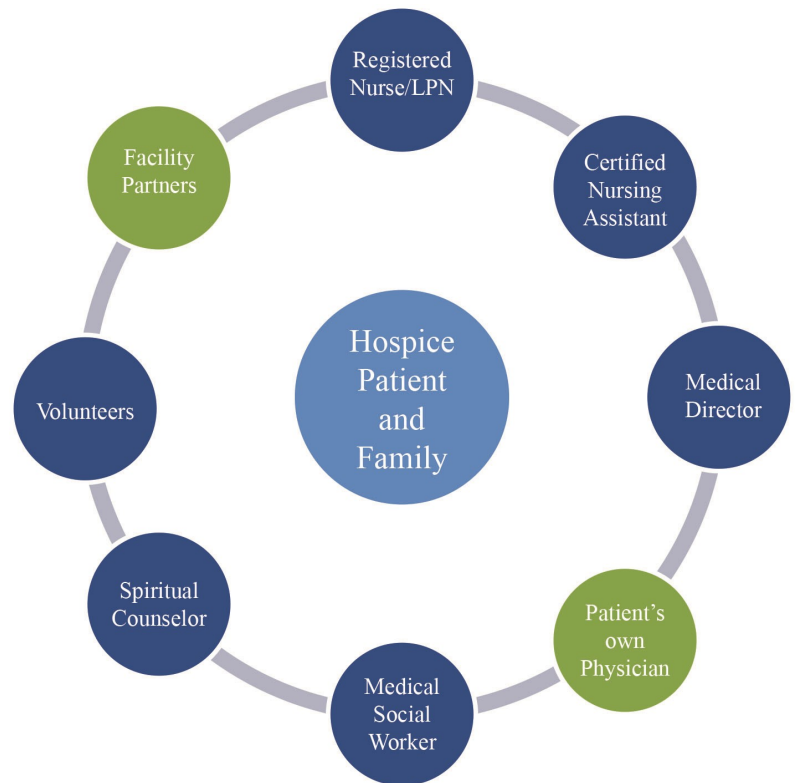 Registered
Nurse/LPN
Certified
Nursing
Assistant
Medical
Director
Patient's
own
Physician
Medical
Social
Worker
Spiritual
Counselor
Volunteers
Facility
Partners
Hospice
Patient
and
Family